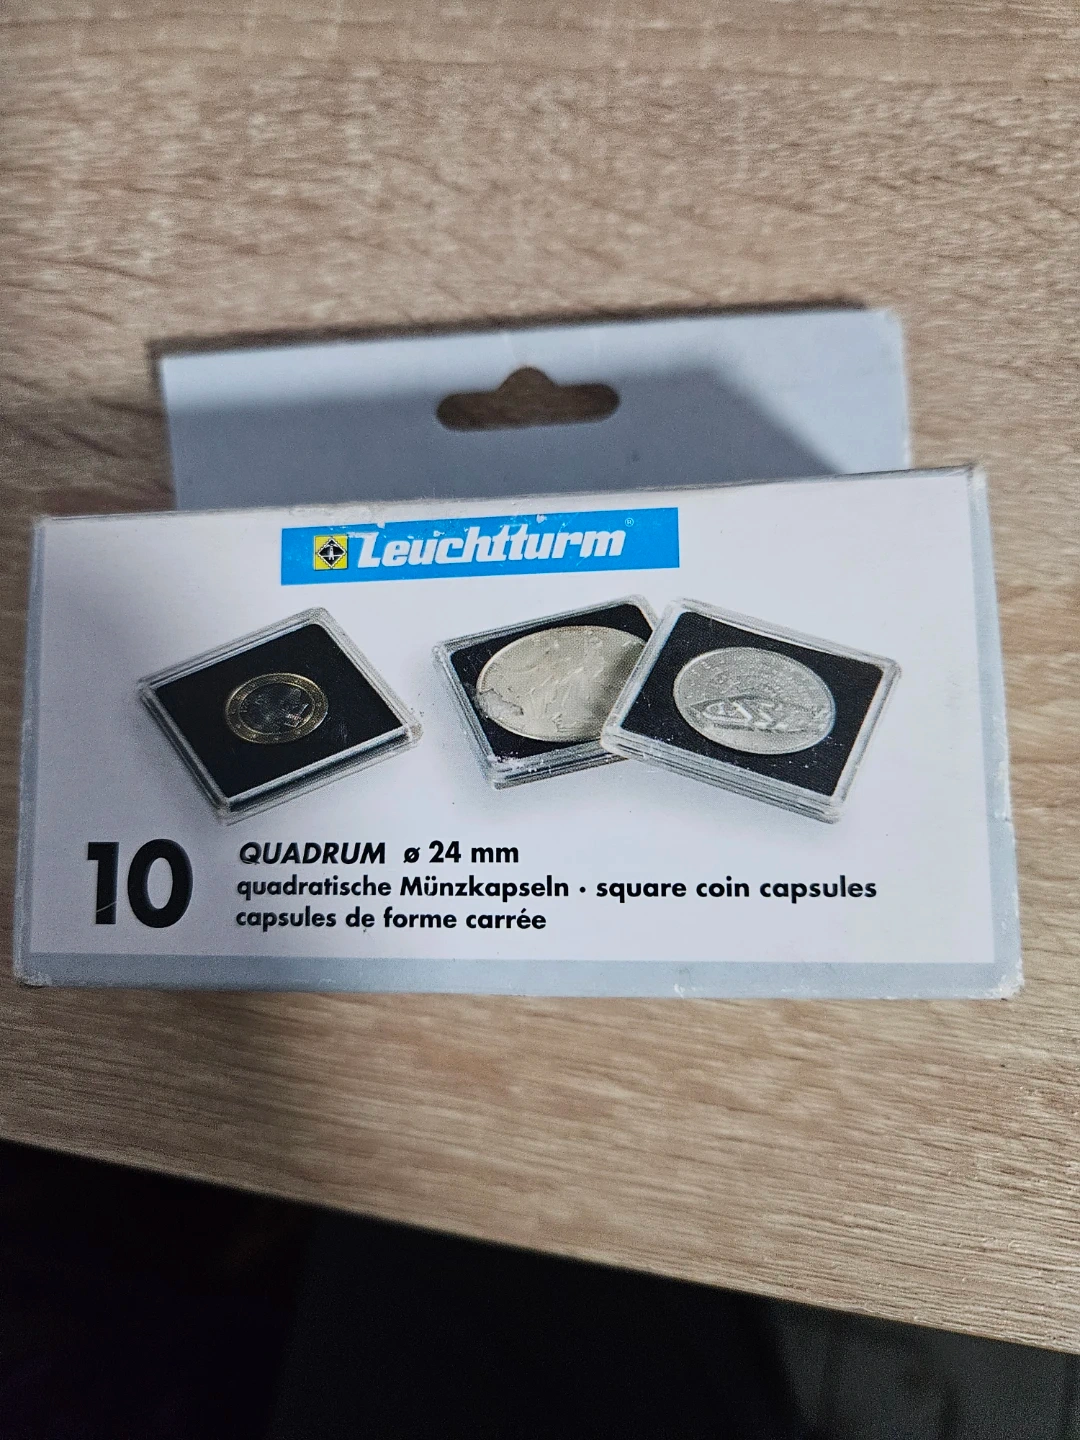 Leuchtturm®
10
QUADRUM ø 24 mm
quadratische Münzkapseln · square coin capsules
capsules de forme carrée